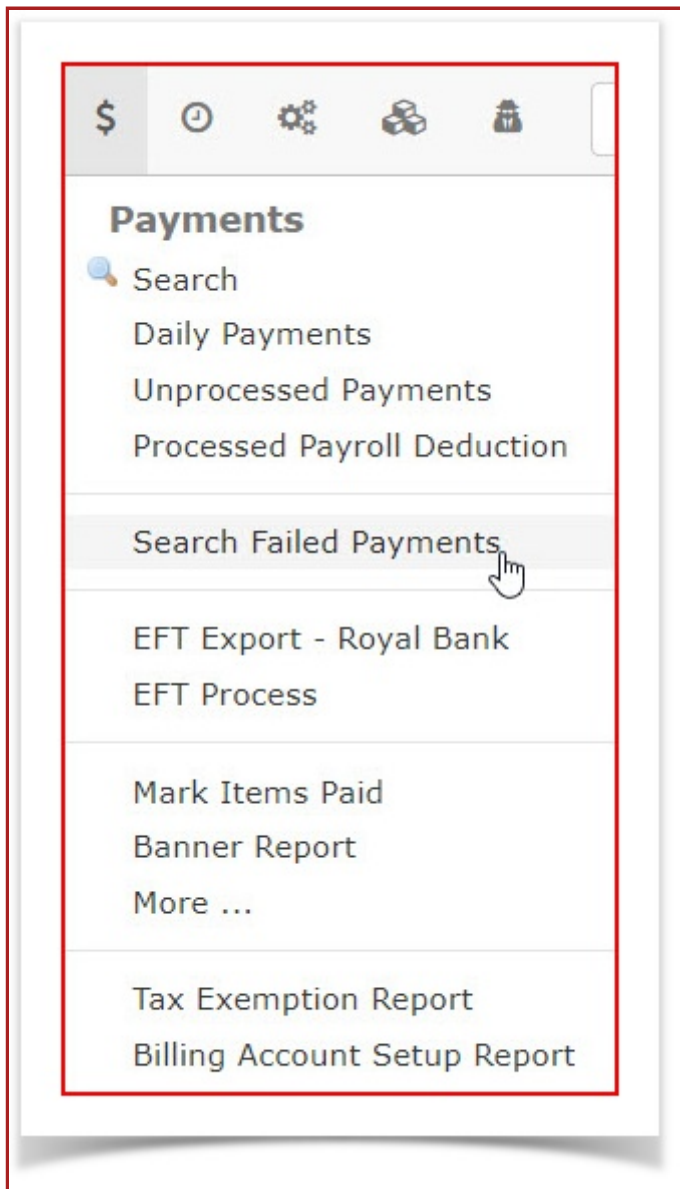 $
Payments
Search
Daily Payments
Unprocessed Payments
Processed Payroll Deduction
Search Failed Payments
EFT Export - Royal Bank
EFT Process
Mark Items Paid
Banner Report
More ...
Tax Exemption Report
Billing Account Setup Report